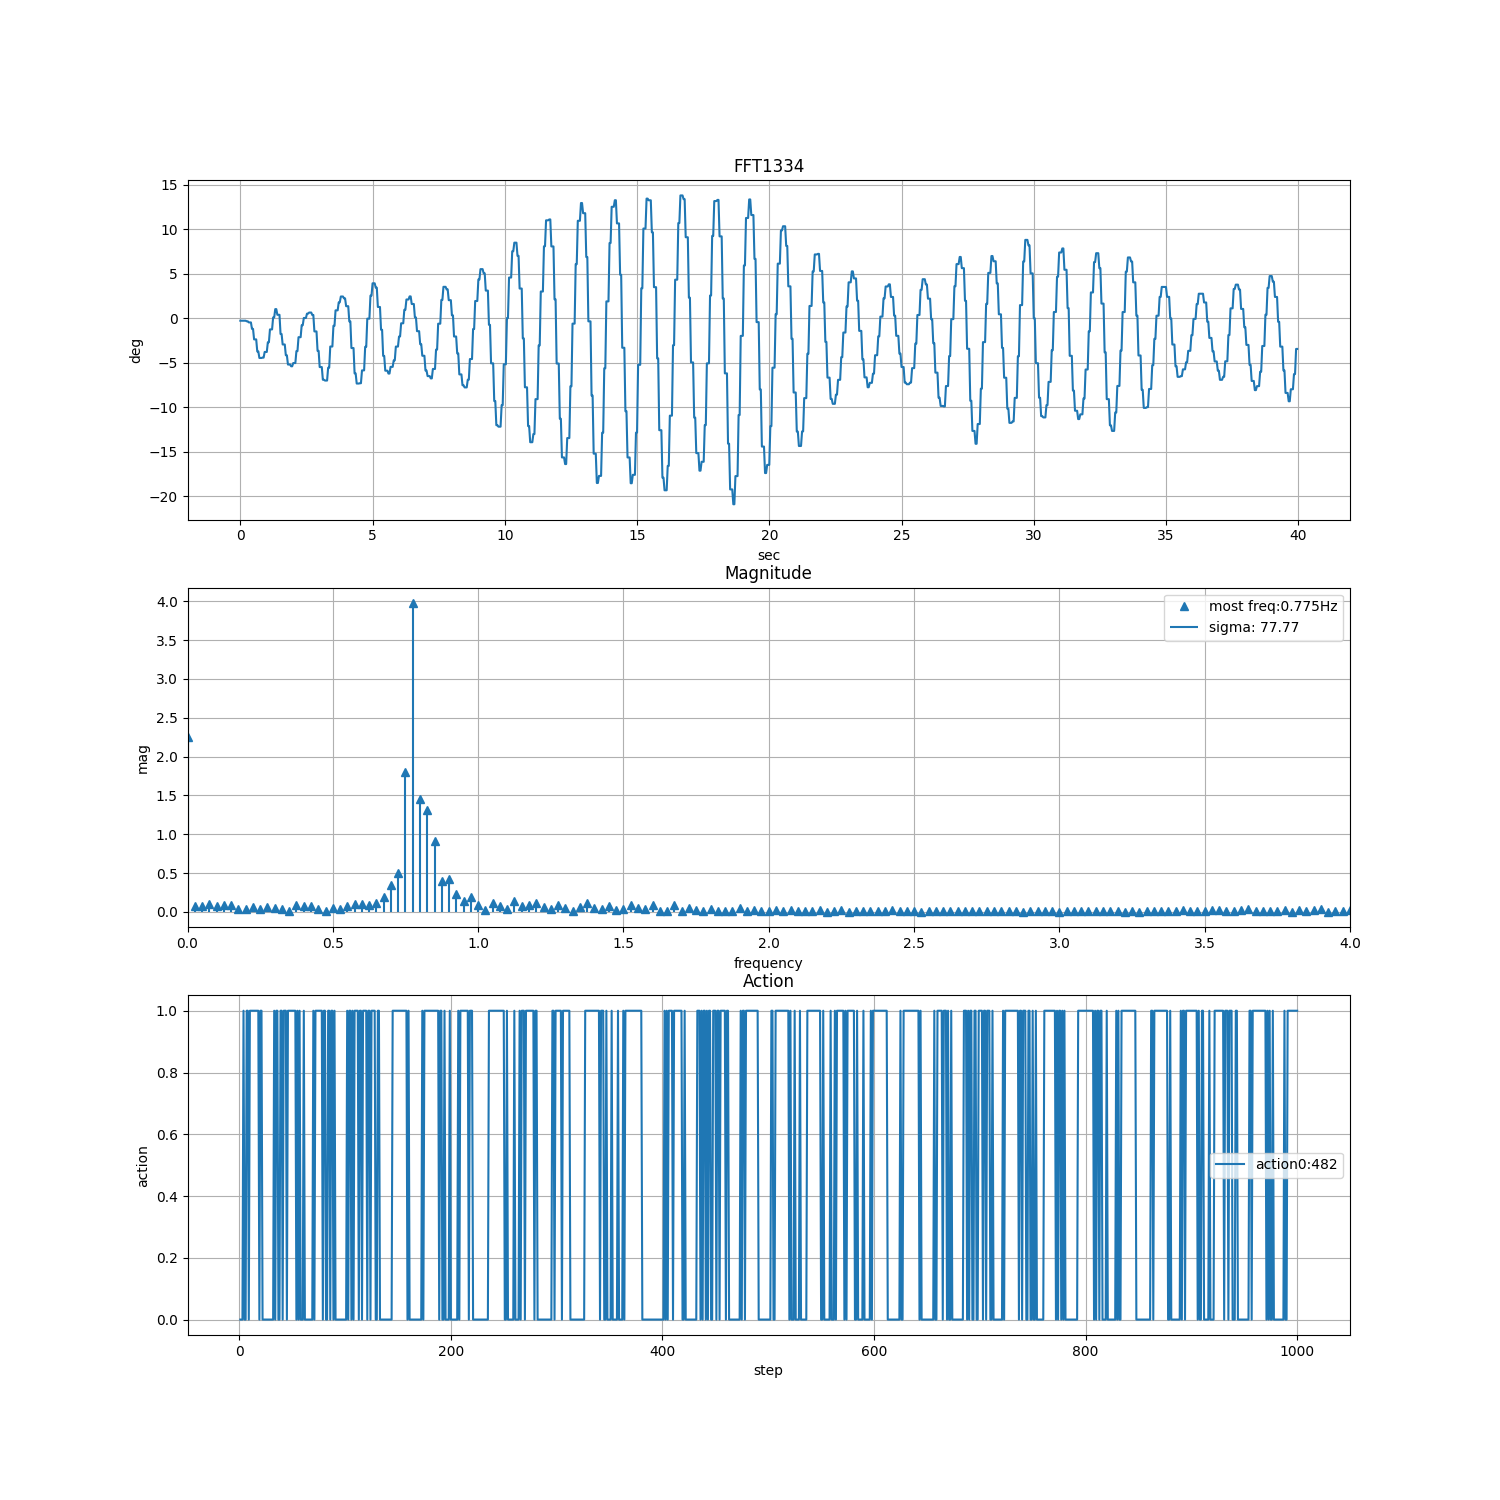 FFT1334
15
10
5
0
−5
−10
−15
−20
deg
0 5 10 15 20 25 30 35 40
sec
Magnitude
4.0
3.5
3.0
2.5
2.0
1.5
1.0
0.5
0.0
mag
most freq:0.775Hz
sigma: 77.77
0.0 0.5 1.0 1.5 2.0 2.5 3.0 3.5 4.0
frequency
Action
1.0
0.8
0.6
0.4
0.2
0.0
action
action0:482
0 200 400 600 800 1000
step